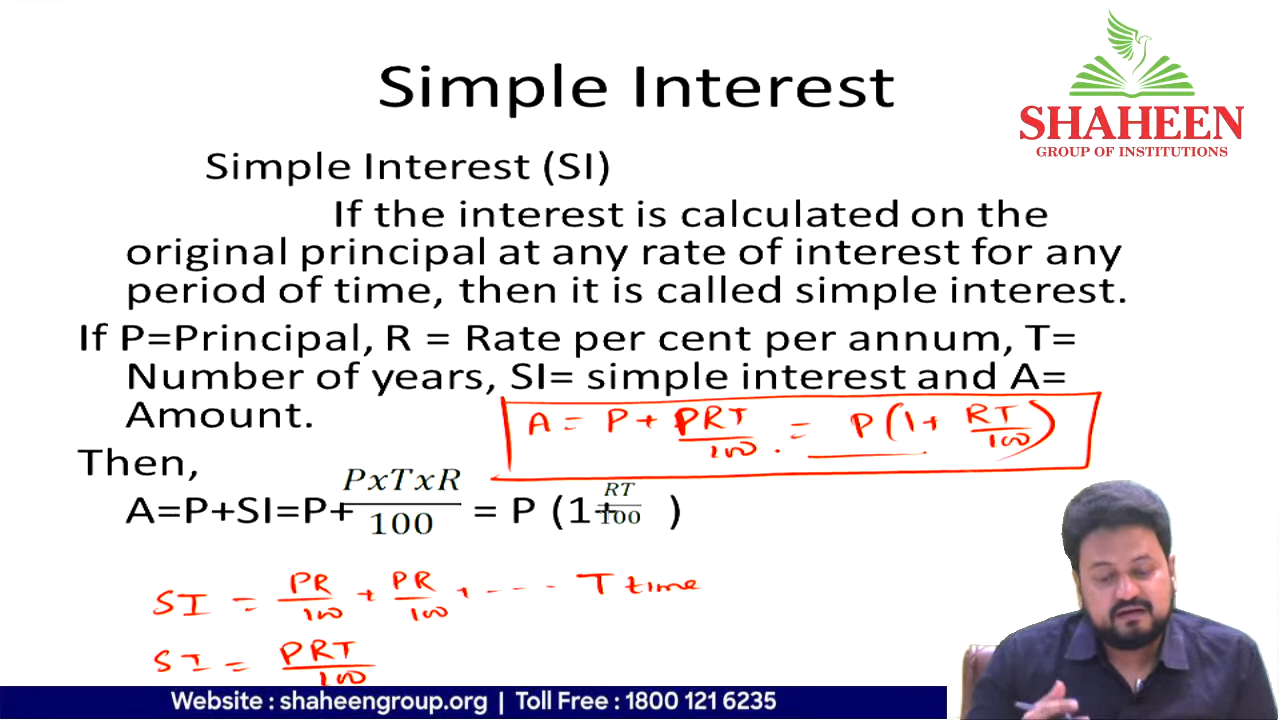 Simple Interest
SHAHEEN
GROUP OF INSTITUTIONS
Simple Interest (SI)
If the interest is calculated on the
original principal at any rate of interest for any
period of time, then it is called simple interest.
If P=Principal, R = Rate per cent per annum, T=
Number of years, SI= simple interest and A=
Amount.
A = P + PRT/100 = P(1+ RT/100)
Then,
A=P+SI=P+ PxTxR/100 = P (1+ RT/100 )
SI = PR/100 + PR/100 + --- T time
SI = PRT/100
Website : shaheengroup.org | Toll Free : 1800 121 6235